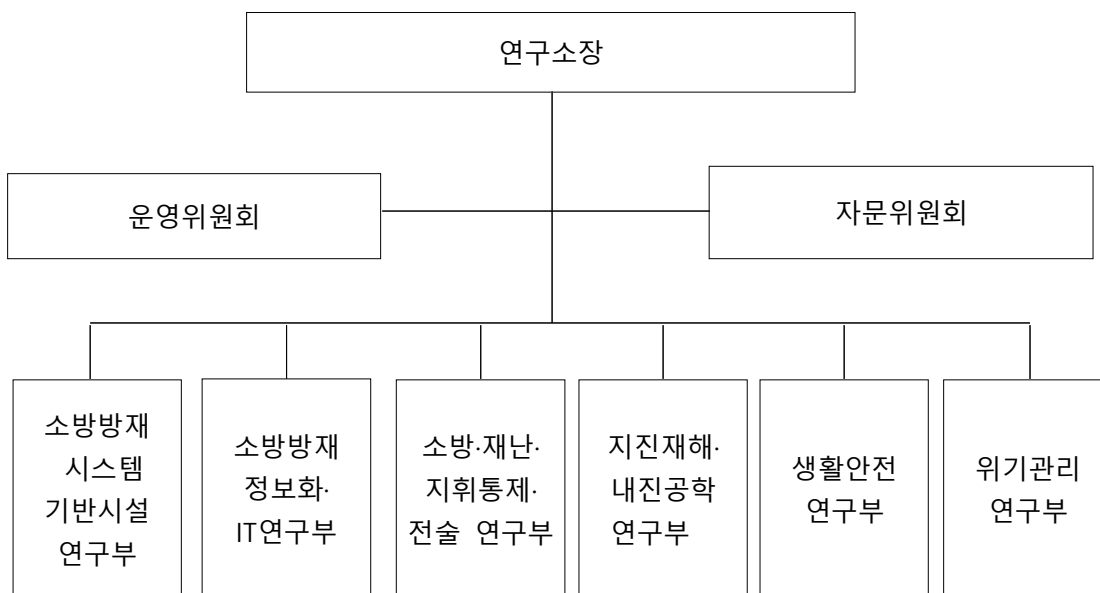 연구소장
운영위원회
자문위원회
소방방재
시스템
기반시설
연구부
소방방재
정보화·
IT연구부
소방·재난·
지휘통제·
전술 연구부
지진재해·
내진공학
연구부
생활안전
연구부
위기관리
연구부